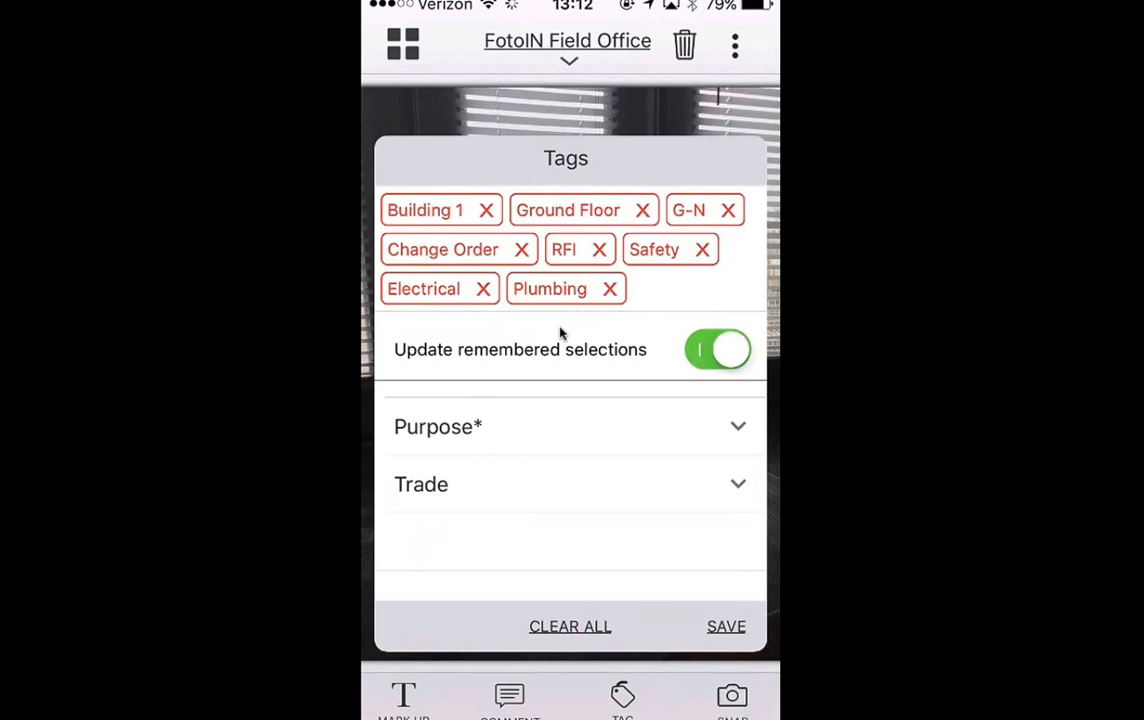 Verizon 13:12 79%
FotoIN Field Office
Tags
Building 1 X Ground Floor X G-N X
Change Order X RFI X Safety X
Electrical X Plumbing X
Update remembered selections
Purpose*
Trade
CLEAR ALL SAVE
MARK UP COMMENT TAG SNAP